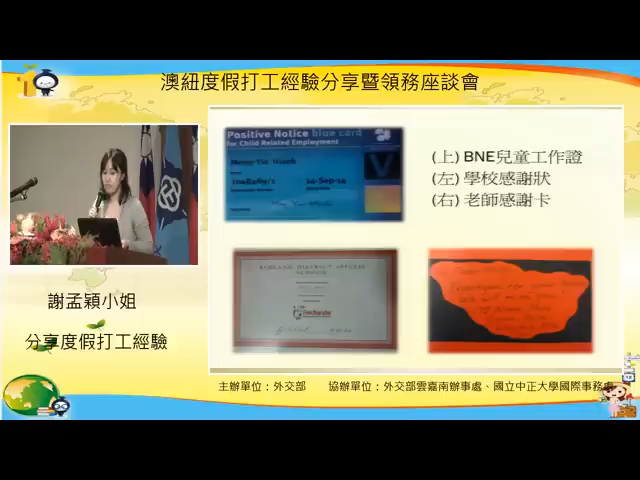 澳紐度假打工經驗分享暨領務座談會
Positive Notice blue card
for Child Related Employment
(上) BNE兒童工作證
(左) 學校感謝狀
(右) 老師感謝卡
謝孟穎小姐
分享度假打工經驗
主辦單位：外交部 協辦單位：外交部雲嘉南辦事處、國立中正大學國際事務處